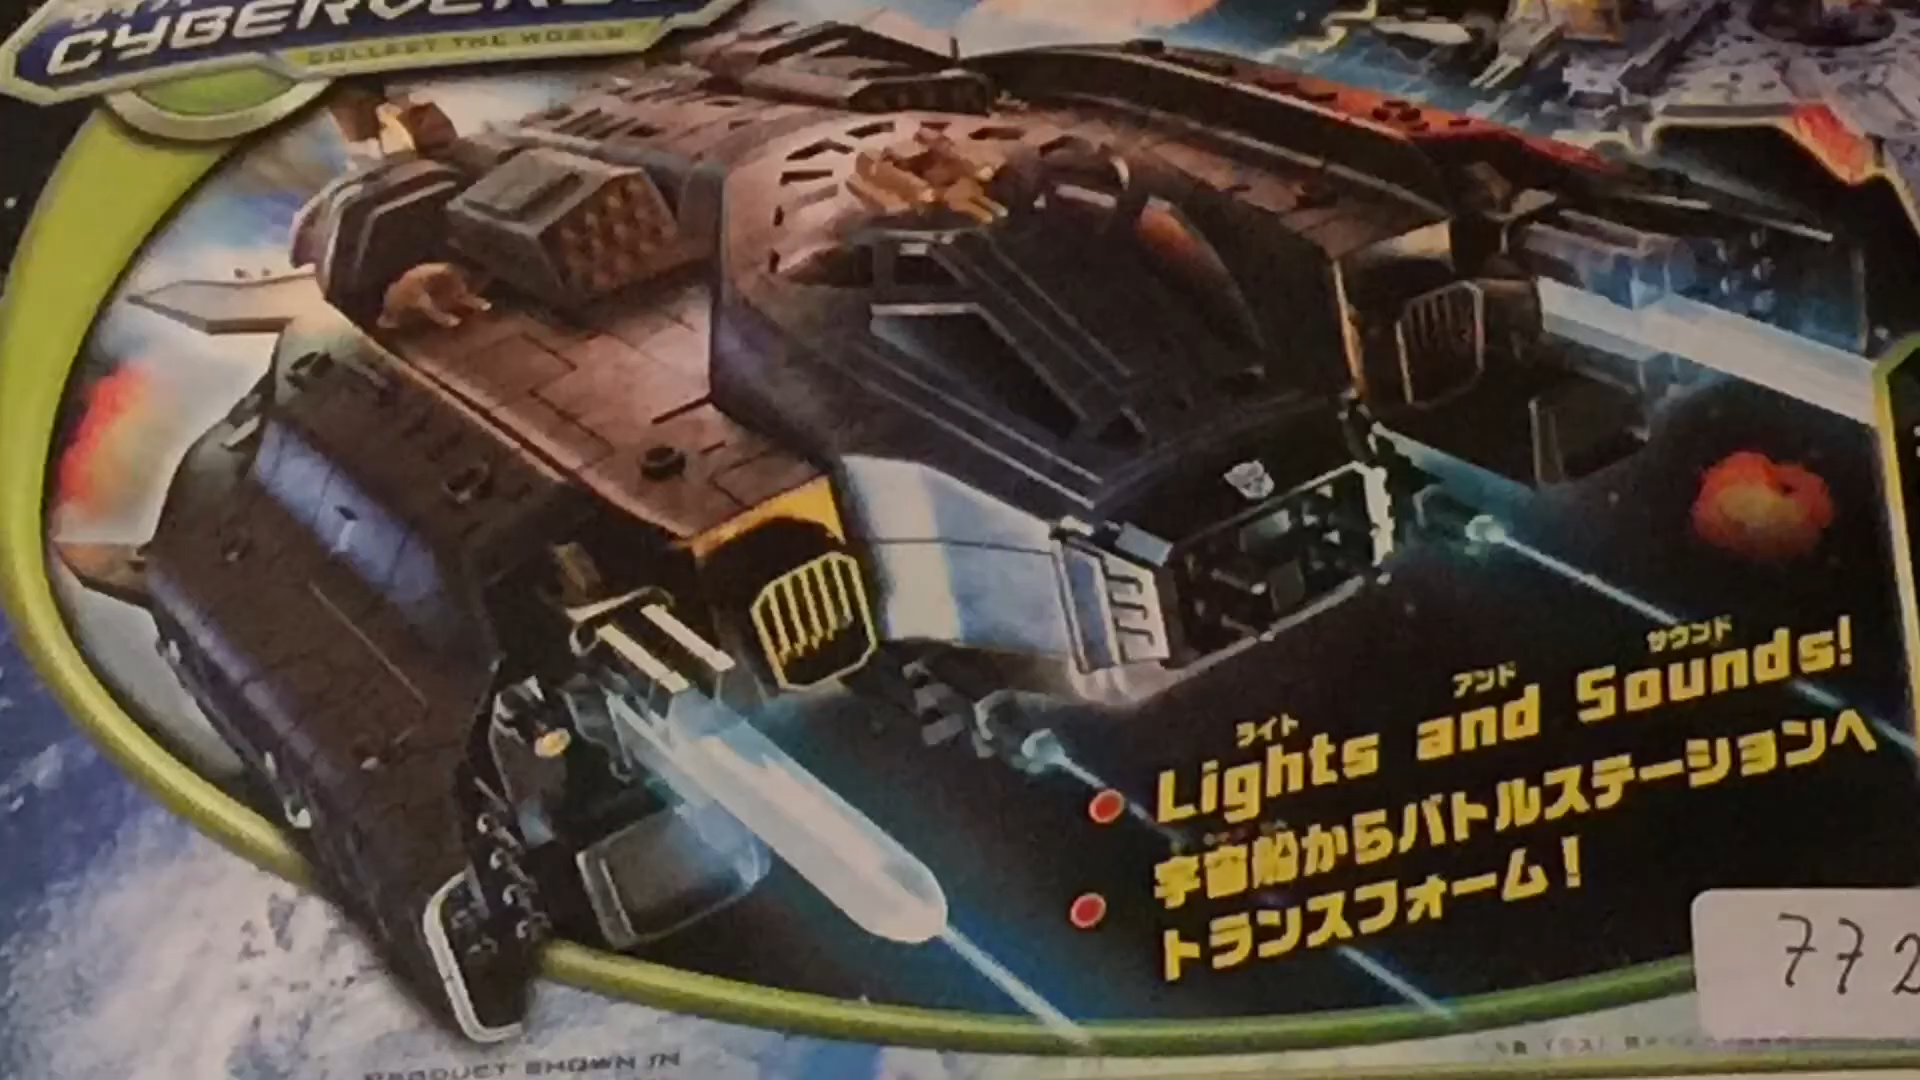 CYBERVERSE
COLLECT THE WORLD
ライト アンド サウンド
Lights and Sounds!
宇宙船からバトルステーションへ
トランスフォーム!
772
PRODUCT SHOWN IN